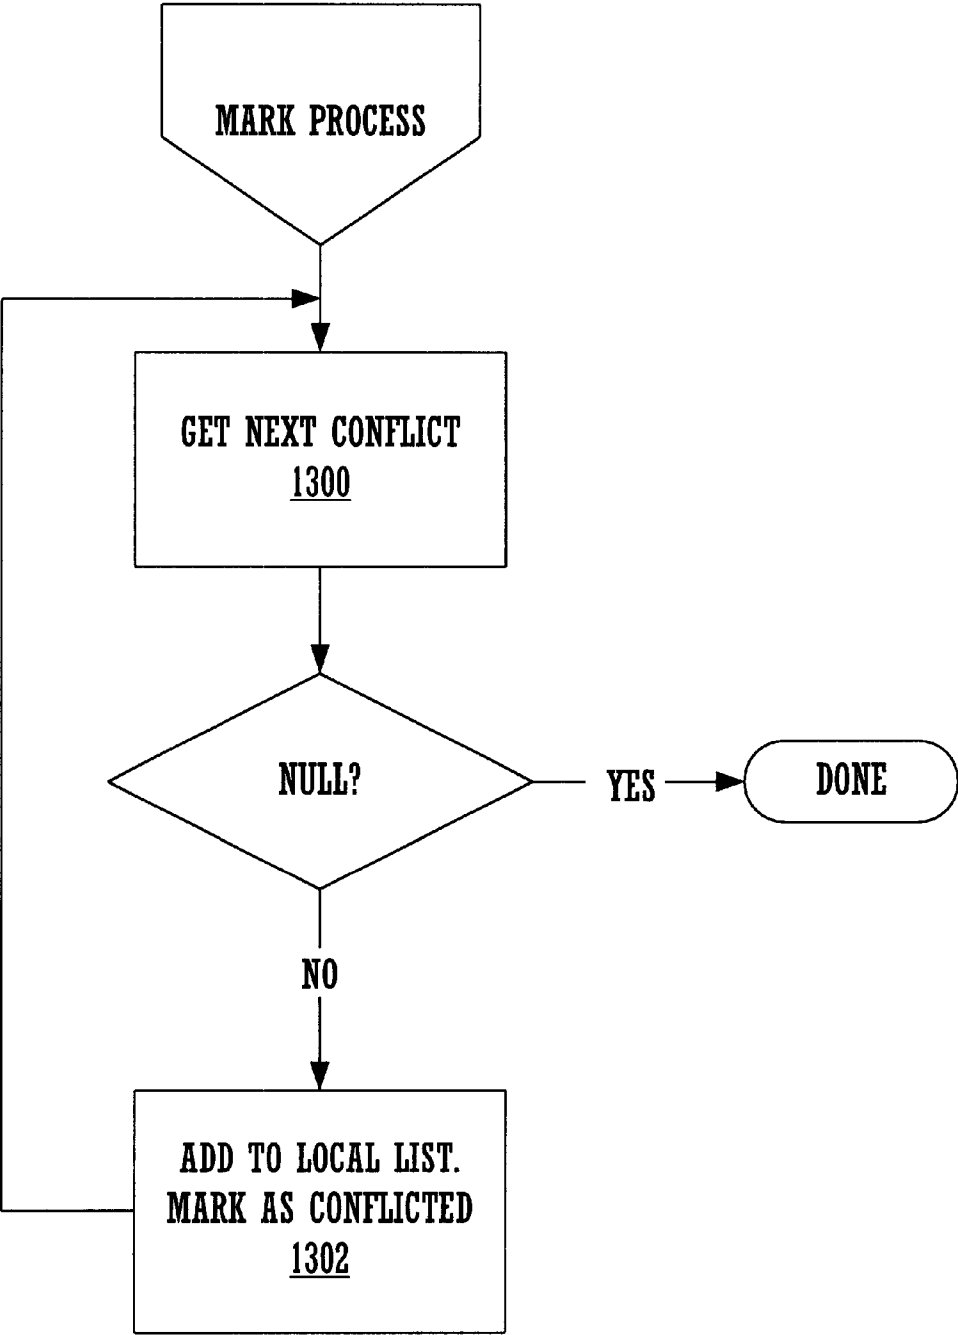 MARK PROCESS
GET NEXT CONFLICT
1300
NULL?
YES
DONE
NO
ADD TO LOCAL LIST.
MARK AS CONFLICTED
1302